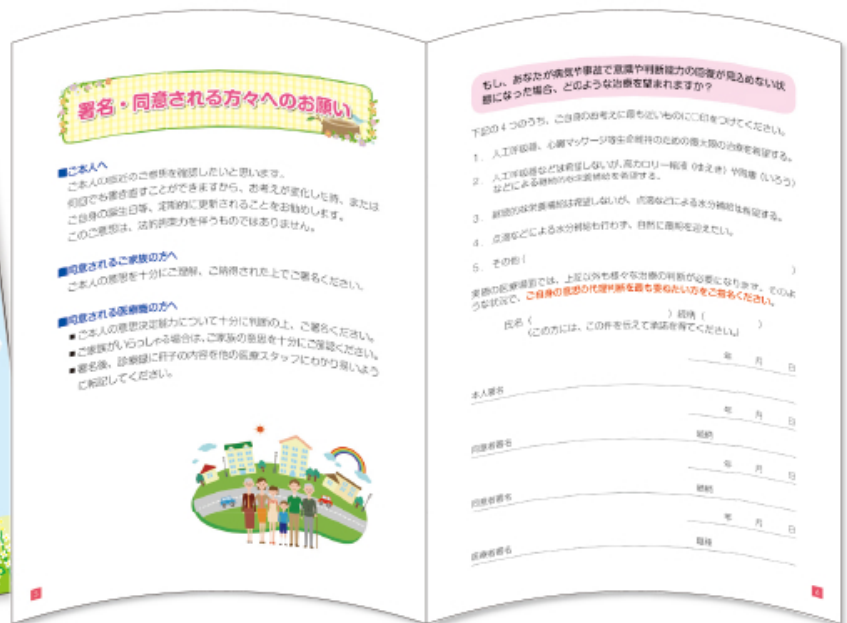 署名・同意される方々へのお願い
■ご本人へ
ご本人の最近のご意思を確認したいと思います。
何回でも書き直すことができますから、お考えが変化した時、または
ご自身の誕生日等、定期的に更新されることをお勧めします。
このご意思は、法的拘束力を伴うものではありません。
■同意されるご家族の方へ
ご本人の意思を十分にご理解、ご納得された上でご署名ください。
■同意される医療職の方へ
■ご本人の意思決定能力について十分に判断の上、ご署名ください。
■ご家族がいらっしゃる場合は、ご家族の意思を十分にご確認ください。
■署名後、診療録に冊子の内容を他の医療スタッフにわかり易いよう
に転記してください。
3
もし、あなたが病気や事故で意識や判断能力の回復が見込めない状
態になった場合、どのような治療を望まれますか?
下記の4つのうち、ご自身のお考えに最も近いものに○印をつけてください。
1. 人工呼吸器、心臓マッサージ等生命維持のための最大限の治療を希望する。
2. 人工呼吸器などは希望しないが、高カロリー輸液(ゆえき)や胃瘻(いろう)
などによる継続的な栄養補給を希望する。
3. 継続的な栄養補給は希望しないが、点滴などによる水分補給は希望する。
4. 点滴などによる水分補給も行わず、自然に最期を迎えたい。
5. その他( )
実際の医療場面では、上記以外も様々な治療の判断が必要になります。そのよ
うな状況で、ご自身の意思の代理判断を最も委ねたい方をご指名ください。
氏名( )続柄( )
(この方には、この件を伝えて承諾を得てください。)
年 月 日
本人署名
年 月 日
同意者署名 続柄
年 月 日
同意者署名 続柄
年 月 日
医療者署名 職種
4